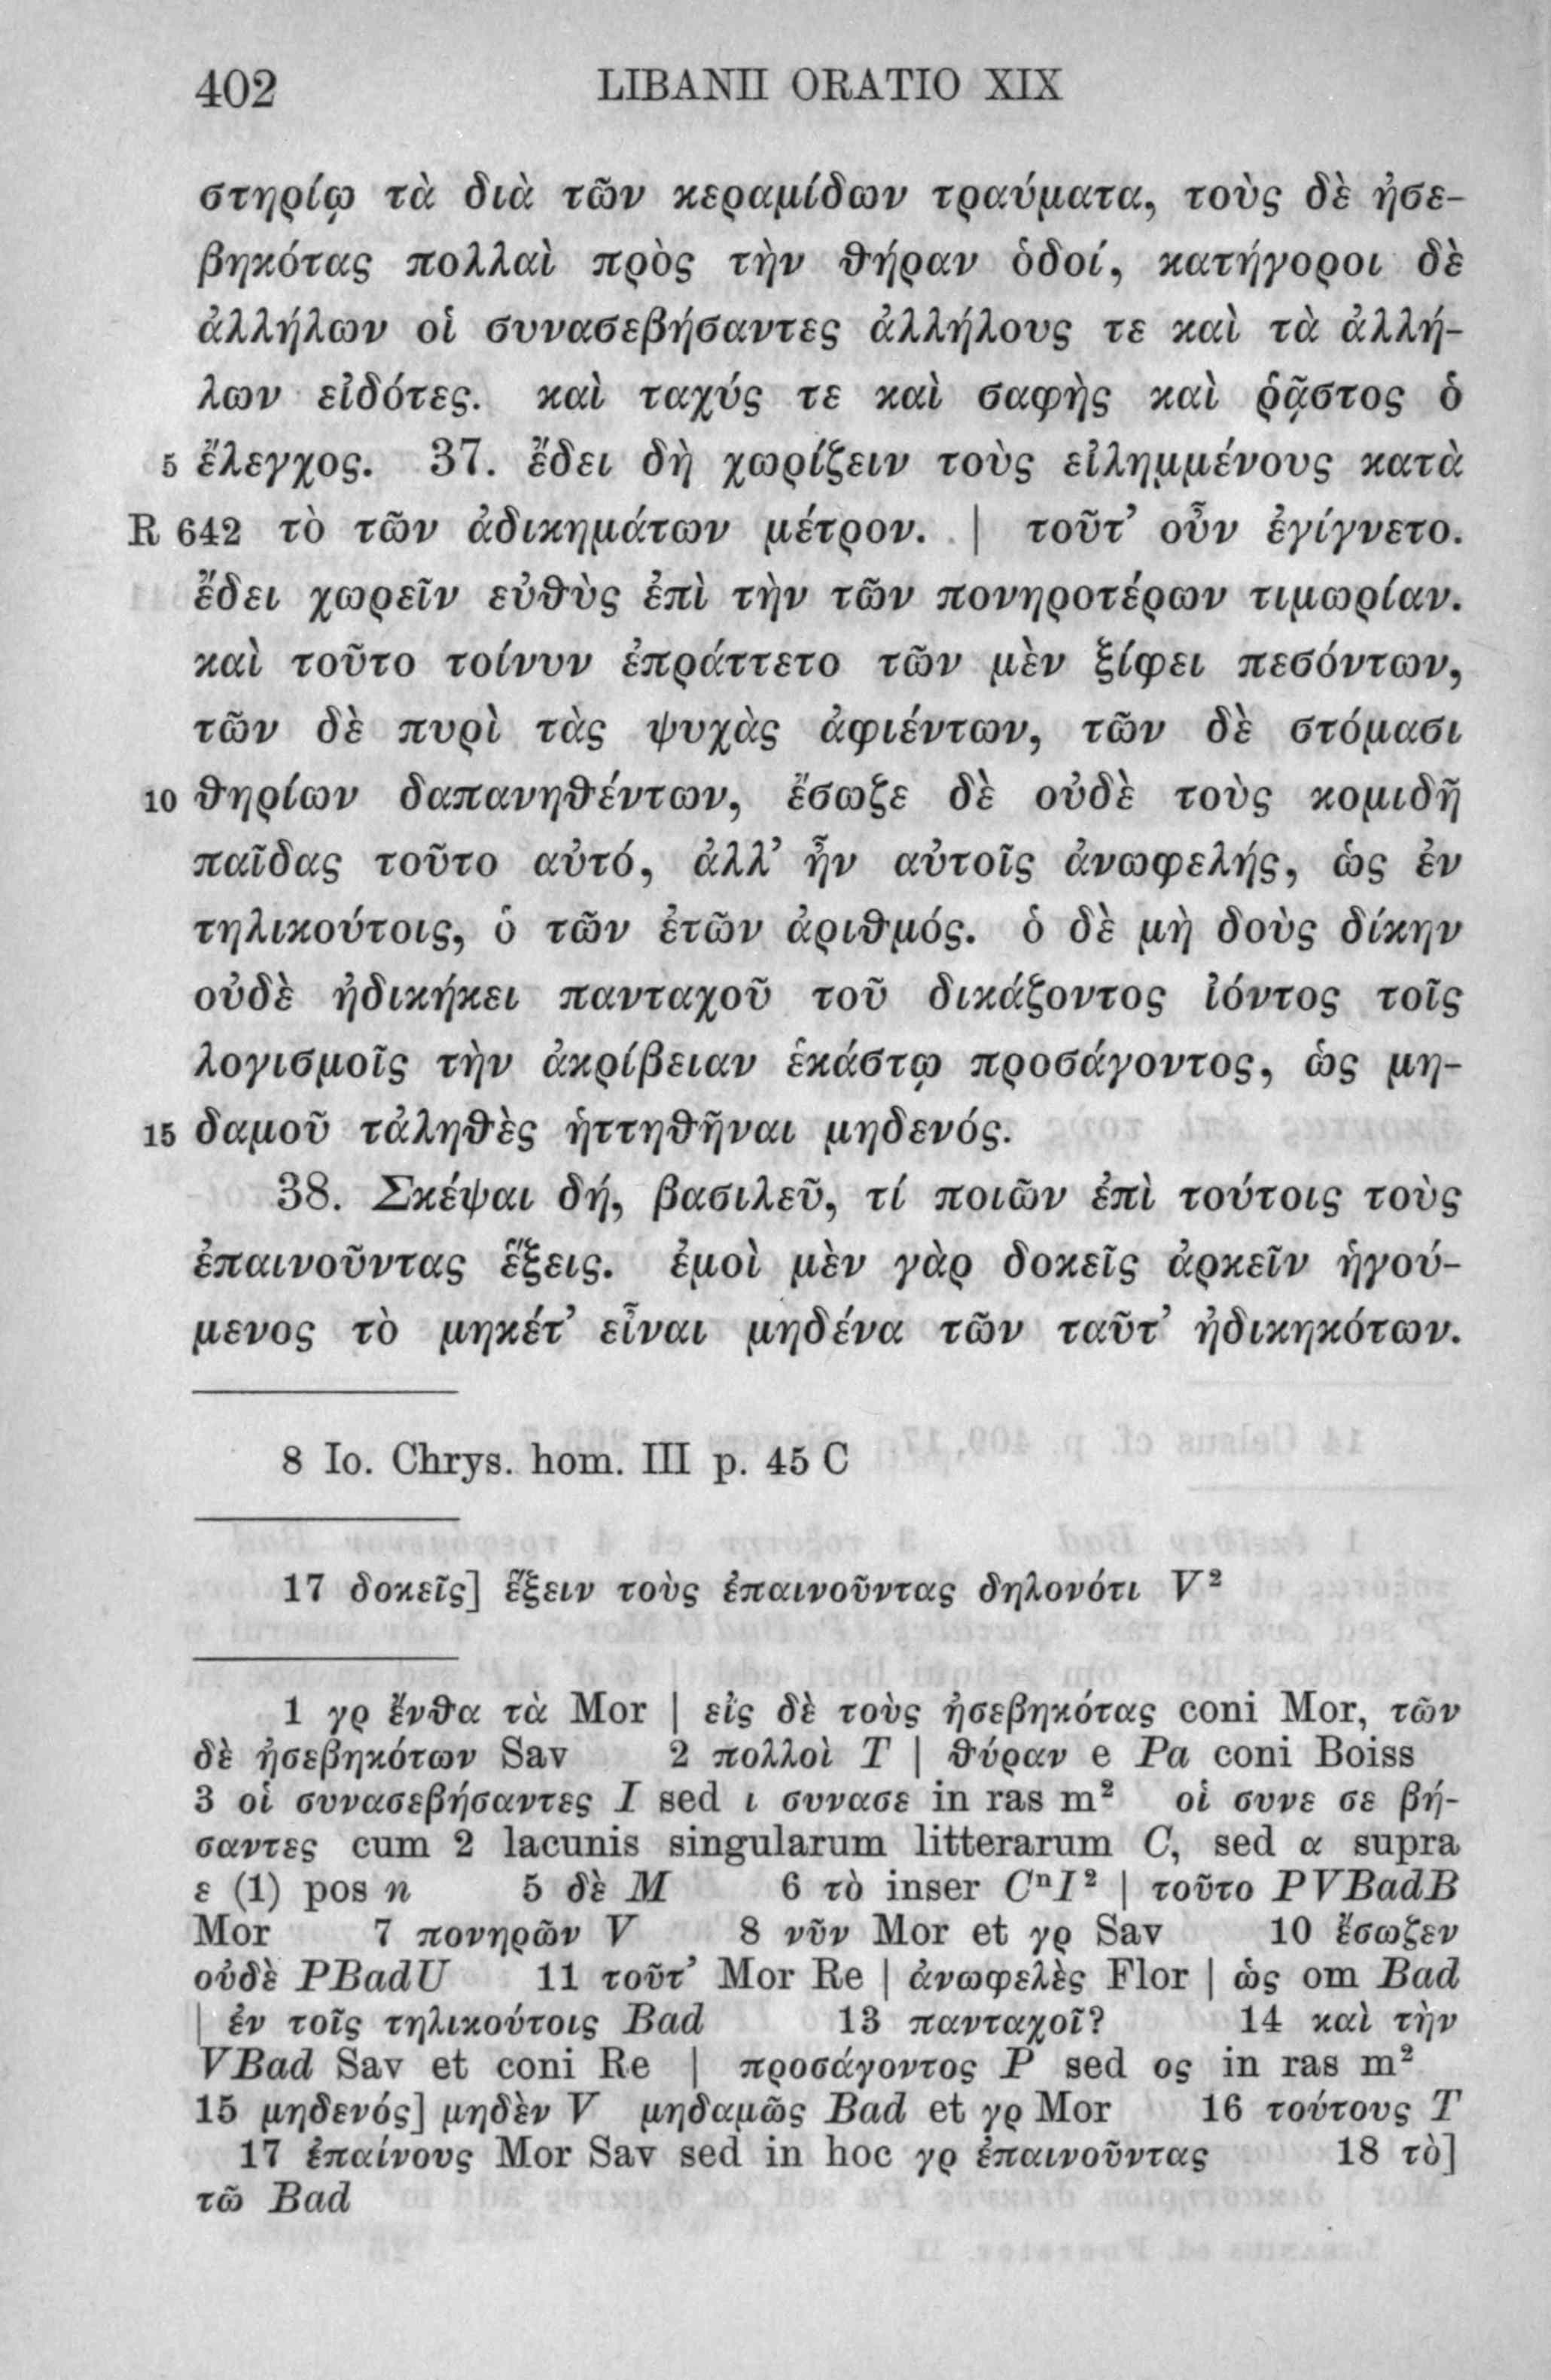 402 LIBANII ORATIO XIX
στηρίῳ τὰ διὰ τῶν κεραμίδων τραύματα, τοὺς δὲ ἠσε-
βηκότας πολλαὶ πρὸς τὴν θήραν ὁδοί, κατήγοροι δὲ
ἀλλήλων οἱ συνασεβήσαντες ἀλλήλους τε καὶ τὰ ἀλλή-
λων εἰδότες. καὶ ταχύς τε καὶ σαφὴς καὶ ῥᾷστος ὁ
5 ἔλεγχος. 37. ἔδει δὴ χωρίζειν τοὺς εἰλημμένους κατὰ
R 642 τὸ τῶν ἀδικημάτων μέτρον. | τοῦτ’ οὖν ἐγίγνετο.
ἔδει χωρεῖν εὐθὺς ἐπὶ τὴν τῶν πονηροτέρων τιμωρίαν.
καὶ τοῦτο τοίνυν ἐπράττετο τῶν μὲν ξίφει πεσόντων,
τῶν δὲ πυρὶ τὰς ψυχὰς ἀφιέντων, τῶν δὲ στόμασι
10 θηρίων δαπανηθέντων, ἔσωζε δὲ οὐδὲ τοὺς κομιδῇ
παῖδας τοῦτο αὐτό, ἀλλ’ ἦν αὐτοῖς ἀνωφελής, ὡς ἐν
τηλικούτοις, ὁ τῶν ἐτῶν ἀριθμός. ὁ δὲ μὴ δοὺς δίκην
οὐδὲ ἠδικήκει πανταχοῦ τοῦ δικάζοντος ἰόντος τοῖς
λογισμοῖς τὴν ἀκρίβειαν ἑκάστῳ προσάγοντος, ὡς μη-
15 δαμοῦ τἀληθὲς ἡττηθῆναι μηδενός.
38. Σκέψαι δή, βασιλεῦ, τί ποιῶν ἐπὶ τούτοις τοὺς
ἐπαινοῦντας ἕξεις. ἐμοὶ μὲν γὰρ δοκεῖς ἀρκεῖν ἡγού-
μενος τὸ μηκέτ’ εἶναι μηδένα τῶν ταῦτ’ ἠδικηκότων.
8 Io. Chrys. hom. III p. 45 C
17 δοκεῖς] ἕξειν τοὺς ἐπαινοῦντας δηλονότι V²
1 γρ ἔνθα τὰ Mor | εἰς δὲ τοὺς ἠσεβηκότας coni Mor, τῶν
δὲ ἠσεβηκότων Sav 2 πολλοὶ T | θύραν e Pa coni Boiss
3 οἱ συνασεβήσαντες I sed ι συνασε in ras m² οἱ συνε σε βή-
σαντες cum 2 lacunis singularum litterarum C, sed α supra
ε (1) pos n 5 δὲ M 6 τὸ inser CⁿI² | τοῦτο PVBadB
Mor 7 πονηρῶν V 8 νῦν Mor et γρ Sav 10 ἔσωζεν
οὐδὲ PBadU 11 τοῦτ’ Mor Re | ἀνωφελὲς Flor | ὡς om Bad
| ἐν τοῖς τηλικούτοις Bad 13 πανταχοῖ? 14 καὶ τὴν
VBad Sav et coni Re | προσάγοντος P sed ος in ras m²
15 μηδενός] μηδὲν V μηδαμῶς Bad et γρ Mor 16 τούτους T
17 ἐπαίνους Mor Sav sed in hoc γρ ἐπαινοῦντας 18 τὸ]
τῶ Bad